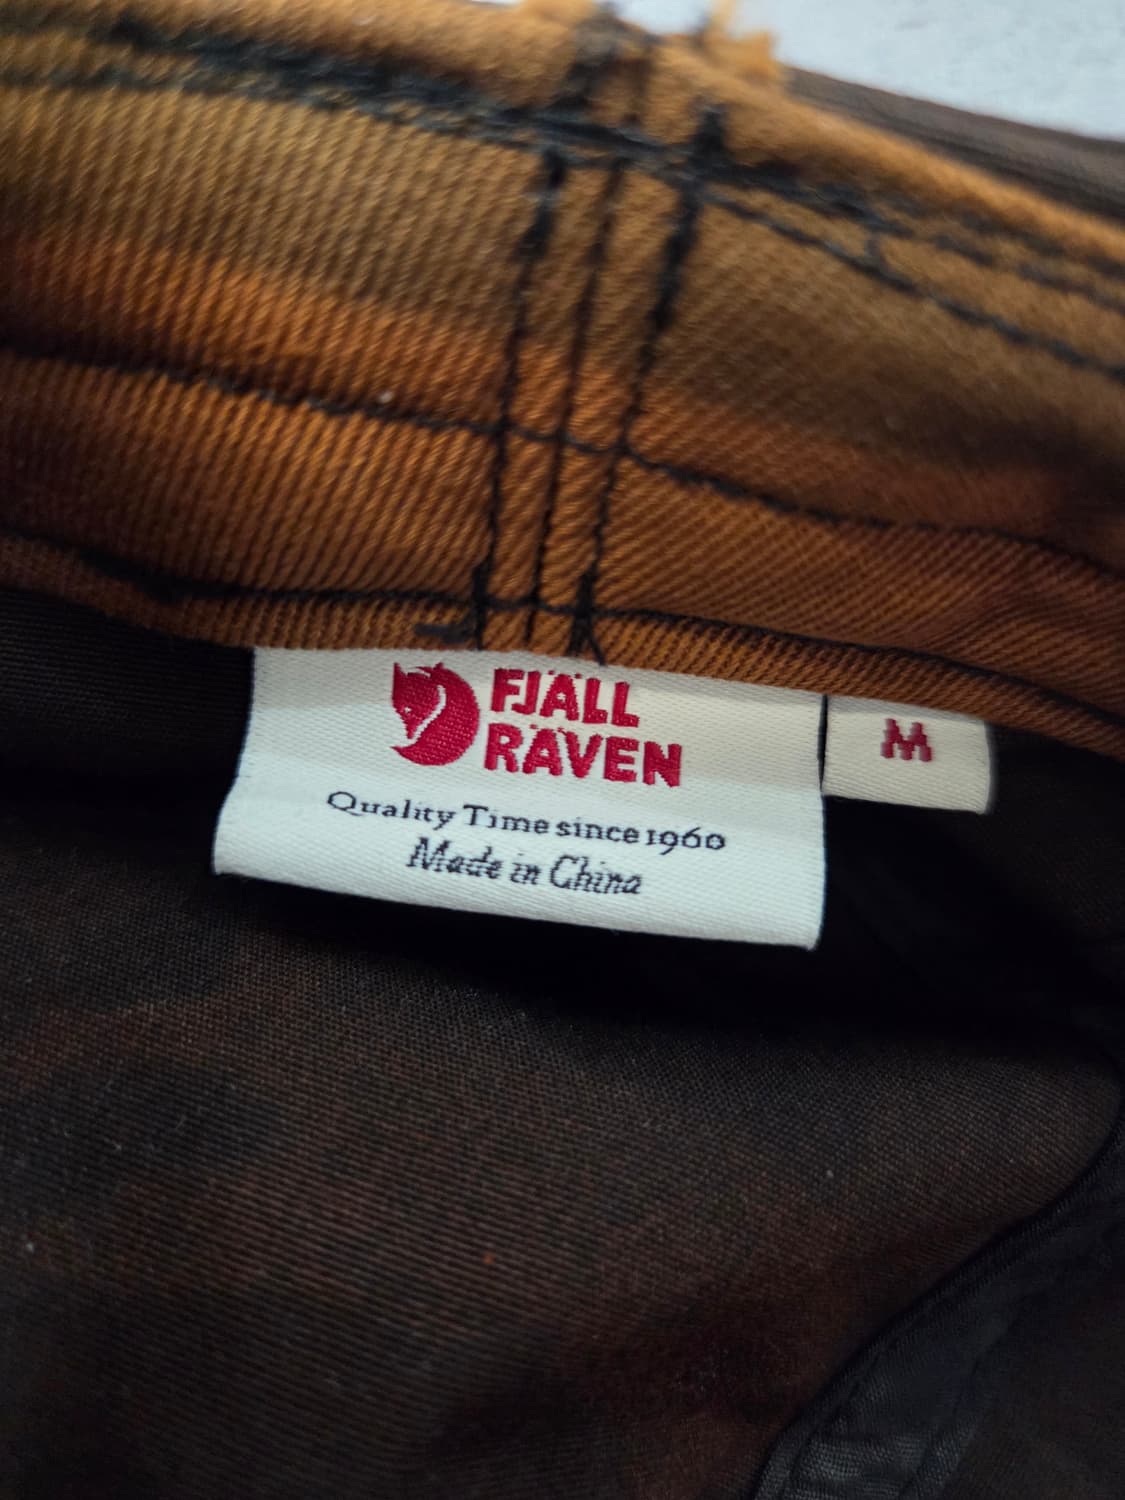 FJÄLL
RÄVEN
M
Quality Time since 1960
Made in China